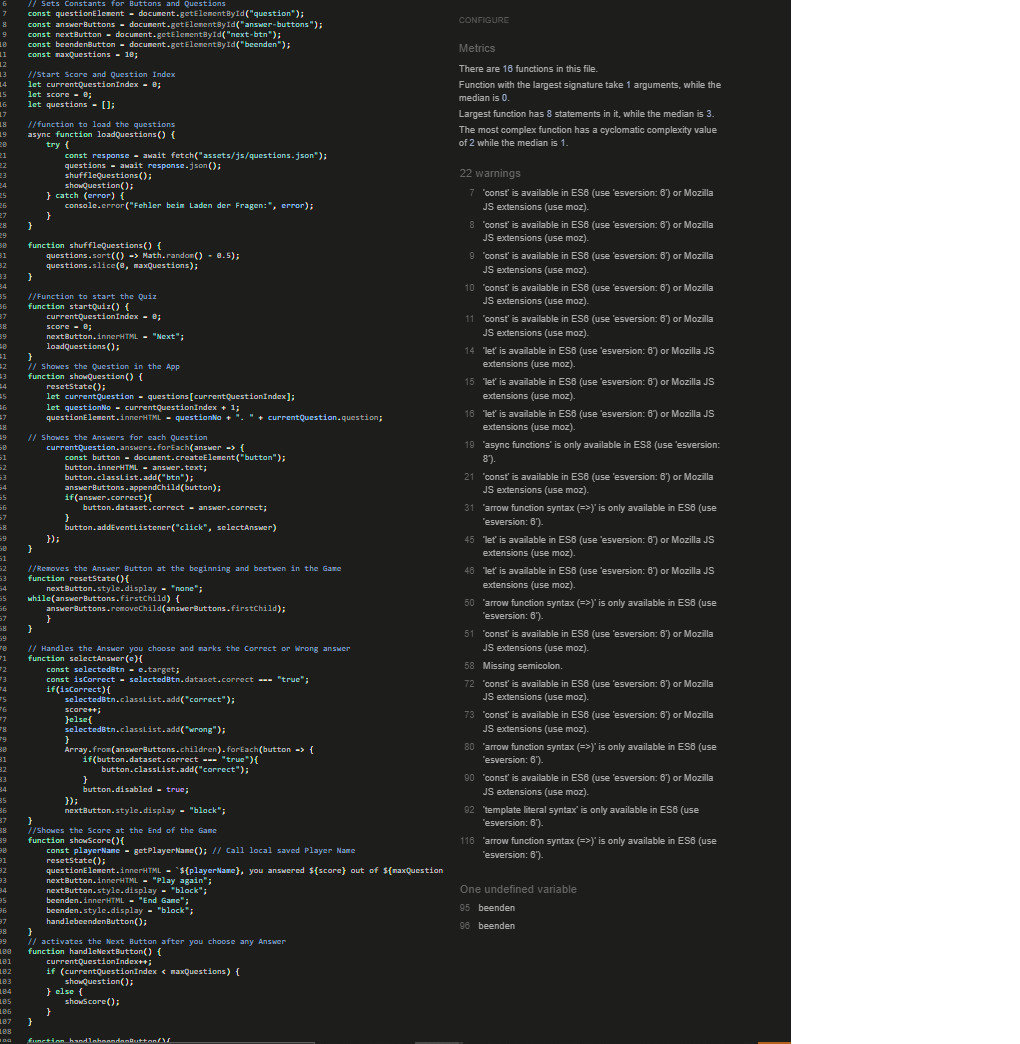 6 // Sets Constants for Buttons and Questions
7 const questionElement = document.getElementById("question");
8 const answerButtons = document.getElementById("answer-buttons");
9 const nextButton = document.getElementById("next-btn");
10 const beendenButton = document.getElementById("beenden");
11 const maxQuestions = 10;
12
13 //Start Score and Question Index
14 let currentQuestionIndex = 0;
15 let score = 0;
16 let questions = [];
17
18 //function to load the questions
19 async function loadQuestions() {
20 try {
21 const response = await fetch("assets/js/questions.json");
22 questions = await response.json();
23 shuffleQuestions();
24 showQuestion();
25 } catch (error) {
26 console.error("Fehler beim Laden der Fragen:", error);
27 }
28 }
29
30 function shuffleQuestions() {
31 questions.sort(() => Math.random() - 0.5);
32 questions.slice(0, maxQuestions);
33 }
34
35 //Function to start the Quiz
36 function startQuiz() {
37 currentQuestionIndex = 0;
38 score = 0;
39 nextButton.innerHTML = "Next";
40 loadQuestions();
41 }
42 // Showes the Question in the App
43 function showQuestion() {
44 resetState();
45 let currentQuestion = questions[currentQuestionIndex];
46 let questionNo = currentQuestionIndex + 1;
47 questionElement.innerHTML = questionNo + ". " + currentQuestion.question;
48
49 // Showes the Answers for each Question
50 currentQuestion.answers.forEach(answer => {
51 const button = document.createElement("button");
52 button.innerHTML = answer.text;
53 button.classList.add("btn");
54 answerButtons.appendChild(button);
55 if(answer.correct){
56 button.dataset.correct = answer.correct;
57 }
58 button.addEventListener("click", selectAnswer)
59 });
60 }
61
62 //Removes the Answer Button at the beginning and beetwen in the Game
63 function resetState(){
64 nextButton.style.display = "none";
65 while(answerButtons.firstChild) {
66 answerButtons.removeChild(answerButtons.firstChild);
67 }
68 }
69
70 // Handles the Answer you choose and marks the Correct or Wrong answer
71 function selectAnswer(e){
72 const selectedBtn = e.target;
73 const isCorrect = selectedBtn.dataset.correct === "true";
74 if(isCorrect){
75 selectedBtn.classList.add("correct");
76 score++;
77 }else{
78 selectedBtn.classList.add("wrong");
79 }
80 Array.from(answerButtons.children).forEach(button => {
81 if(button.dataset.correct === "true"){
82 button.classList.add("correct");
83 }
84 button.disabled = true;
85 });
86 nextButton.style.display = "block";
87 }
88 //Showes the Score at the End of the Game
89 function showScore(){
90 const playerName = getPlayerName(); // Call local saved Player Name
91 resetState();
92 questionElement.innerHTML = `${playerName}, you answered ${score} out of ${maxQuestion
93 nextButton.innerHTML = "Play again";
94 nextButton.style.display = "block";
95 beenden.innerHTML = "End Game";
96 beenden.style.display = "block";
97 handlebeendenButton();
98 }
99 // activates the Next Button after you choose any Answer
100 function handleNextButton() {
101 currentQuestionIndex++;
102 if (currentQuestionIndex < maxQuestions) {
103 showQuestion();
104 } else {
105 showScore();
106 }
107 }
108
109 function handlebeendenButton(){
CONFIGURE
Metrics
There are 16 functions in this file.
Function with the largest signature take 1 arguments, while the
median is 0.
Largest function has 8 statements in it, while the median is 3.
The most complex function has a cyclomatic complexity value
of 2 while the median is 1.
22 warnings
7 'const' is available in ES6 (use 'esversion: 6') or Mozilla
JS extensions (use moz).
8 'const' is available in ES6 (use 'esversion: 6') or Mozilla
JS extensions (use moz).
9 'const' is available in ES6 (use 'esversion: 6') or Mozilla
JS extensions (use moz).
10 'const' is available in ES6 (use 'esversion: 6') or Mozilla
JS extensions (use moz).
11 'const' is available in ES6 (use 'esversion: 6') or Mozilla
JS extensions (use moz).
14 'let' is available in ES6 (use 'esversion: 6') or Mozilla JS
extensions (use moz).
15 'let' is available in ES6 (use 'esversion: 6') or Mozilla JS
extensions (use moz).
16 'let' is available in ES6 (use 'esversion: 6') or Mozilla JS
extensions (use moz).
19 'async functions' is only available in ES8 (use 'esversion:
8').
21 'const' is available in ES6 (use 'esversion: 6') or Mozilla
JS extensions (use moz).
31 'arrow function syntax (=>)' is only available in ES6 (use
'esversion: 6').
45 'let' is available in ES6 (use 'esversion: 6') or Mozilla JS
extensions (use moz).
46 'let' is available in ES6 (use 'esversion: 6') or Mozilla JS
extensions (use moz).
50 'arrow function syntax (=>)' is only available in ES6 (use
'esversion: 6').
51 'const' is available in ES6 (use 'esversion: 6') or Mozilla
JS extensions (use moz).
58 Missing semicolon.
72 'const' is available in ES6 (use 'esversion: 6') or Mozilla
JS extensions (use moz).
73 'const' is available in ES6 (use 'esversion: 6') or Mozilla
JS extensions (use moz).
80 'arrow function syntax (=>)' is only available in ES6 (use
'esversion: 6').
90 'const' is available in ES6 (use 'esversion: 6') or Mozilla
JS extensions (use moz).
92 'template literal syntax' is only available in ES6 (use
'esversion: 6').
116 'arrow function syntax (=>)' is only available in ES6 (use
'esversion: 6').
One undefined variable
95 beenden
96 beenden